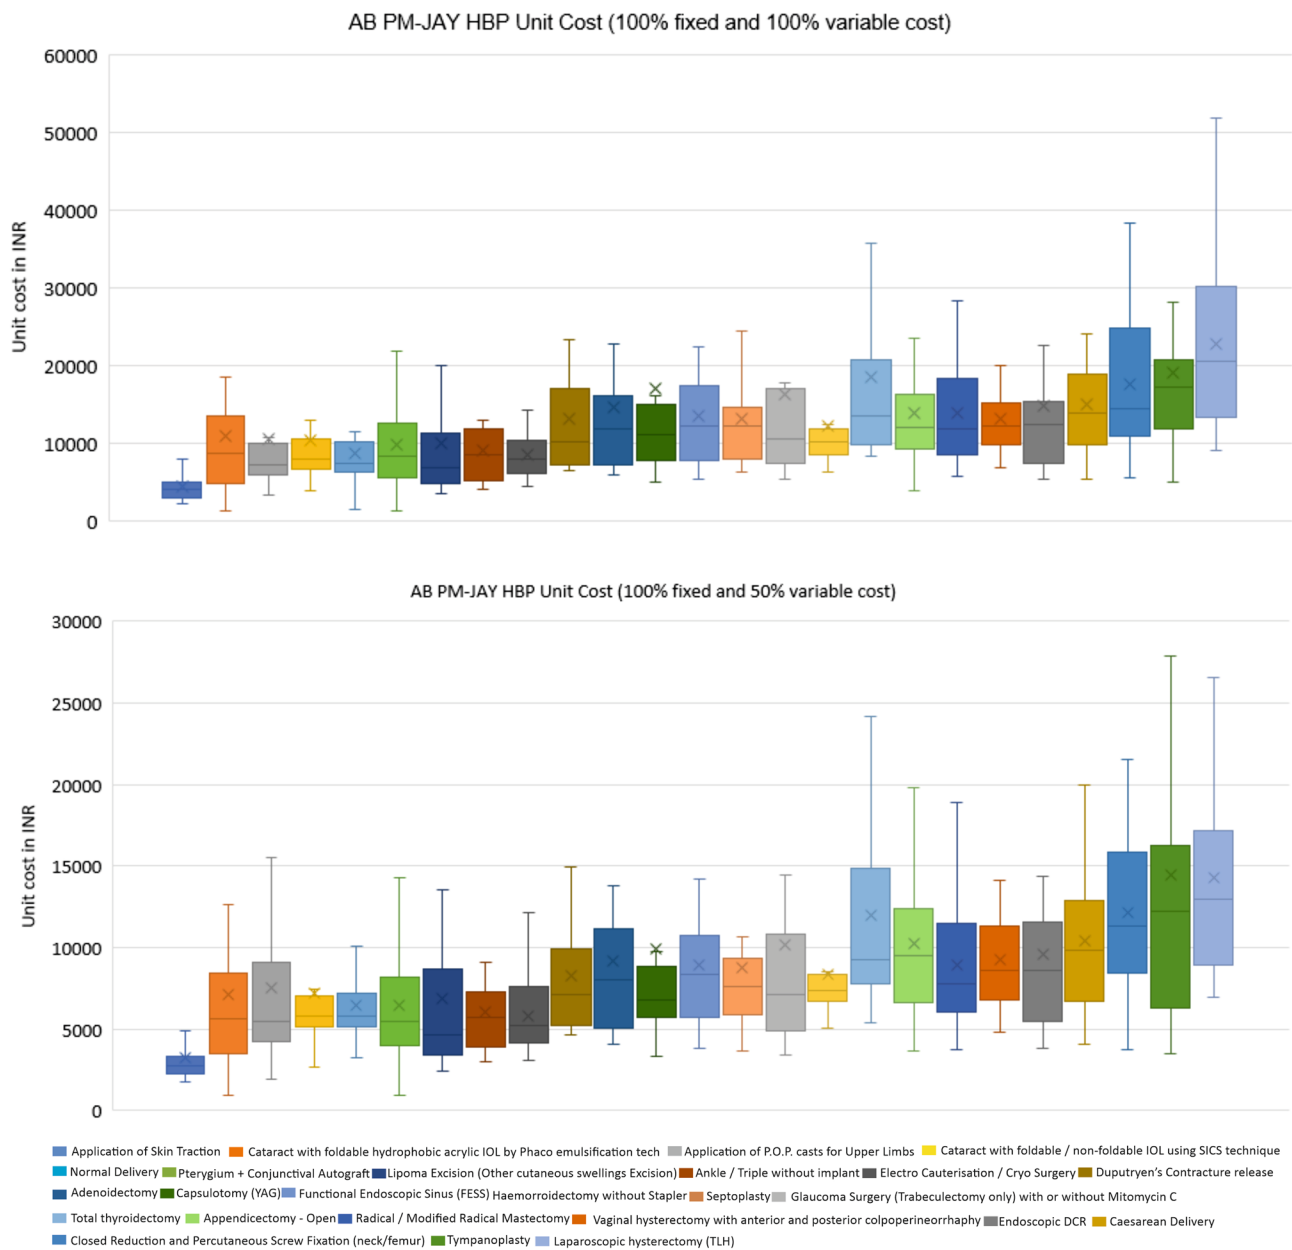 AB PM-JAY HBP Unit Cost (100% fixed and 100% variable cost)
60000
50000
40000
30000
20000
10000
0
Unit cost in INR
AB PM-JAY HBP Unit Cost (100% fixed and 50% variable cost)
30000
25000
20000
15000
10000
5000
0
Unit cost in INR
Application of Skin Traction Cataract with foldable hydrophobic acrylic IOL by Phaco emulsification tech Application of P.O.P. casts for Upper Limbs Cataract with foldable / non-foldable IOL using SICS technique
Normal Delivery Pterygium + Conjunctival Autograft Lipoma Excision (Other cutaneous swellings Excision) Ankle / Triple without implant Electro Cauterisation / Cryo Surgery Duputryen's Contracture release
Adenoidectomy Capsulotomy (YAG) Functional Endoscopic Sinus (FESS) Haemorroidectomy without Stapler Septoplasty Glaucoma Surgery (Trabeculectomy only) with or without Mitomycin C
Total thyroidectomy Appendicectomy - Open Radical / Modified Radical Mastectomy Vaginal hysterectomy with anterior and posterior colpoperineorrhaphy Endoscopic DCR Caesarean Delivery
Closed Reduction and Percutaneous Screw Fixation (neck/femur) Tympanoplasty Laparoscopic hysterectomy (TLH)